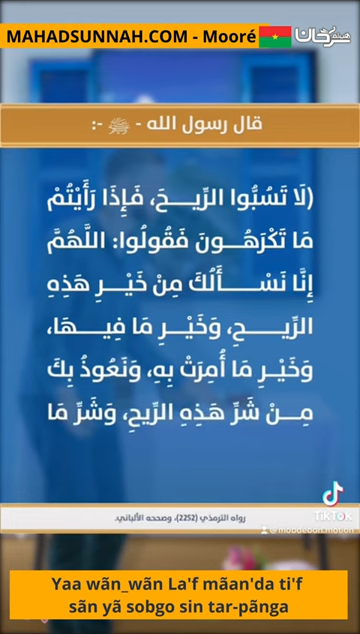 MAHADSUNNAH.COM - Mooré
قال رسول الله - ﷺ -:
(لَا تَسُبُّوا الرِّيحَ، فَإِذَا رَأَيْتُمْ
مَا تَكْرَهُونَ فَقُولُوا: اللَّهُمَّ
إِنَّا نَسْأَلُكَ مِنْ خَيْرِ هَذِهِ
الرِّيحِ، وَخَيْرِ مَا فِيهَا،
وَخَيْرِ مَا أُمِرَتْ بِهِ، وَنَعُوذُ بِكَ
مِنْ شَرِّ هَذِهِ الرِّيحِ، وَشَرِّ مَا
رواه الترمذي (2252)، وصححه الألباني.
TikTok
@mobdeoon.motion
Yaa wãn_wãn La'f mãan'da ti'f
sãn yã sobgo sin tar-pãnga